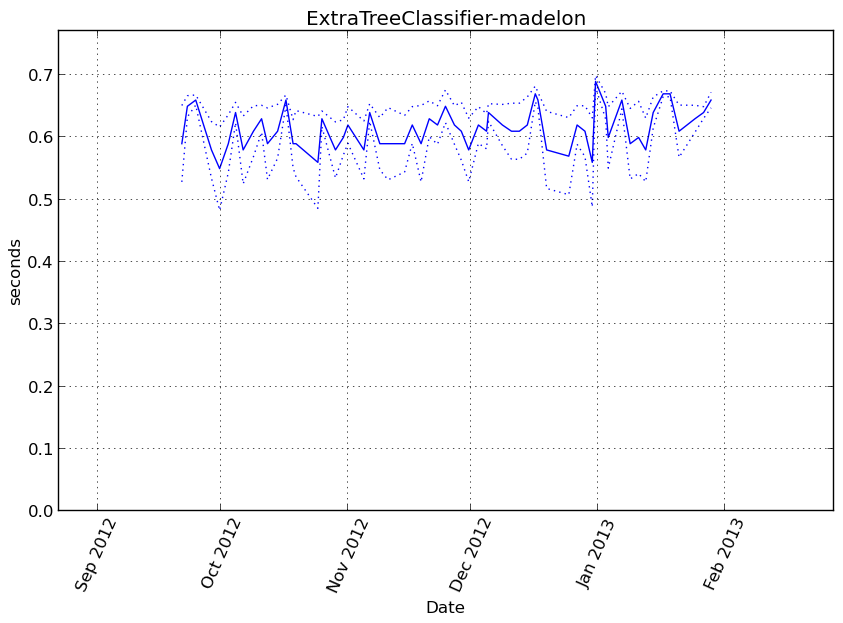 ExtraTreeClassifier-madelon
0.7
0.6
0.5
0.4
0.3
0.2
0.1
0.0
seconds
Sep 2012
Oct 2012
Nov 2012
Dec 2012
Jan 2013
Feb 2013
Date